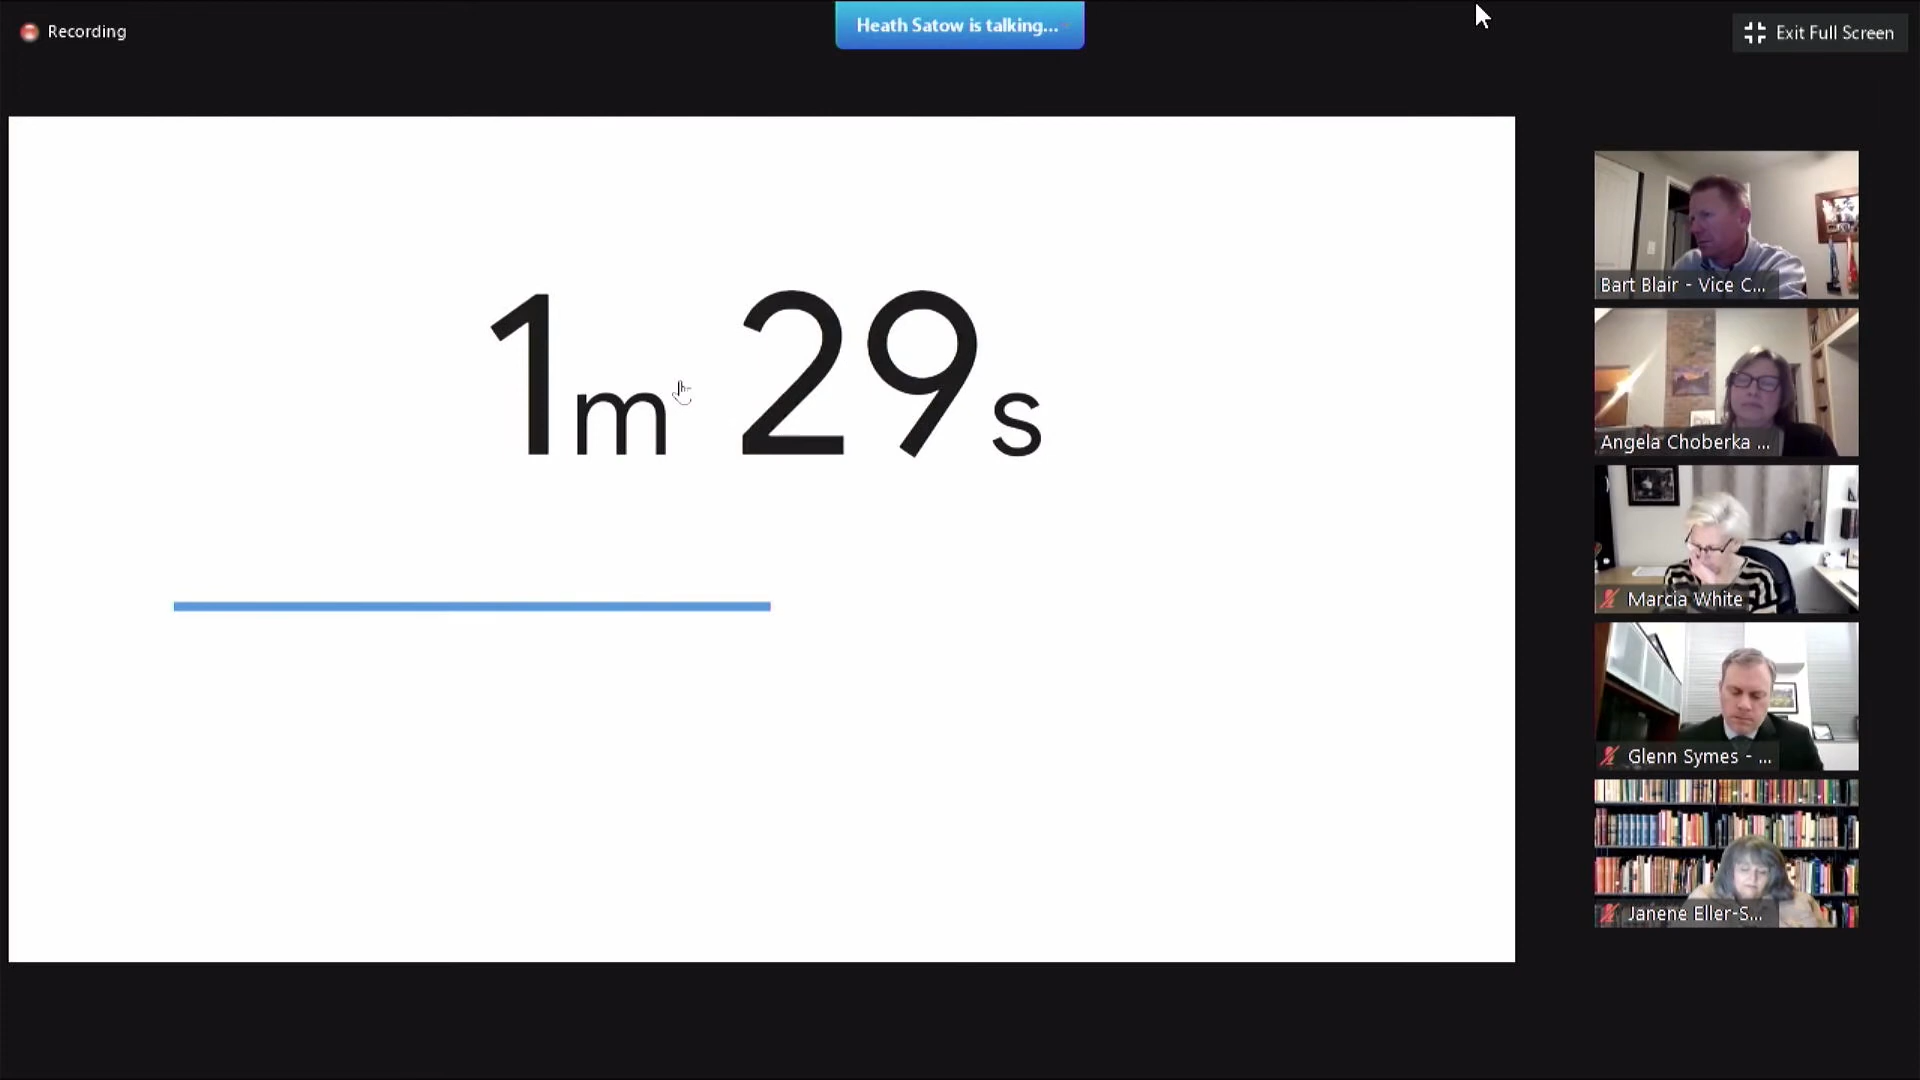 Recording
Heath Satow is talking...
Exit Full Screen
1m 29s
Bart Blair - Vice C...
Angela Choberka ...
Marcia White
Glenn Symes - ...
Janene Eller-S...